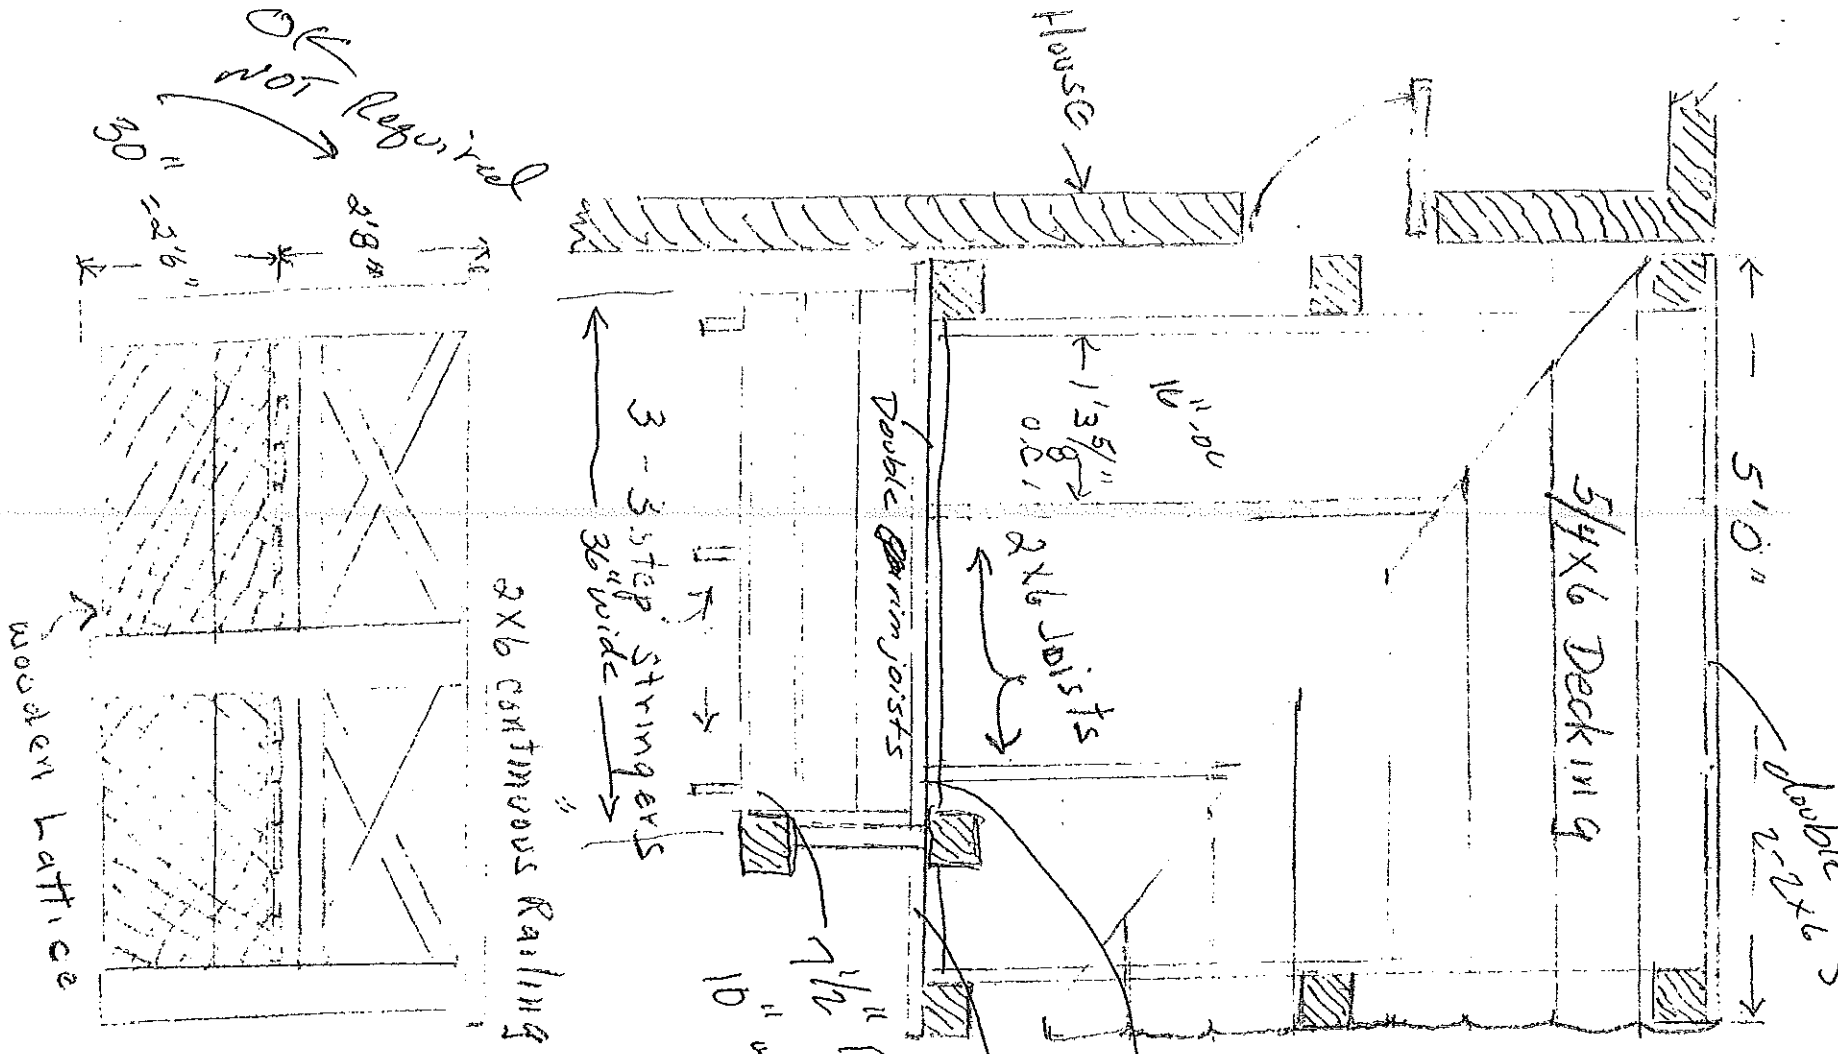 House
5'0"
double
2-2x6
5/4x6 Decking
16" oc
1'3 5/8"
o.c.
2x6 Joists
Double rim joists
3-3 step stringers
36" wide
7 1/2"
10"
2x6 continuous Railing
OK
NOT Required
2'8"
30" = 2'6"
wooden Lattice